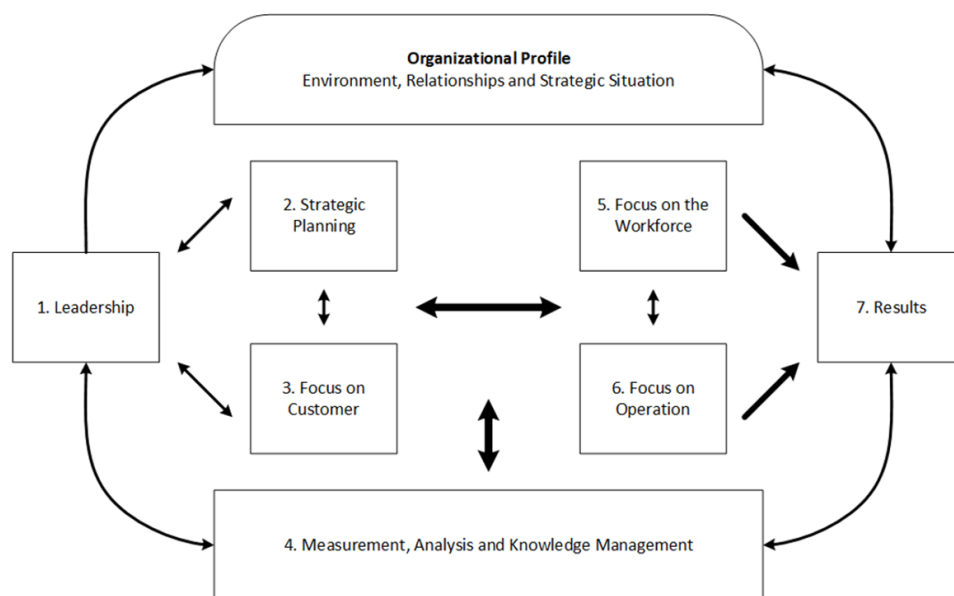 Organizational Profile
Environment, Relationships and Strategic Situation
2. Strategic
Planning
5. Focus on the
Workforce
1. Leadership
7. Results
3. Focus on
Customer
6. Focus on
Operation
4. Measurement, Analysis and Knowledge Management